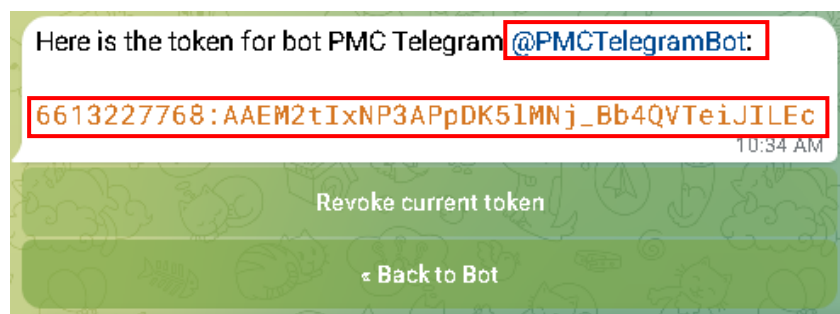 Here is the token for bot PMC Telegram @PMCTelegramBot:
6613227768:AAEM2tIxNP3APpDK5lMNj_Bb4QVTeiJILEc
10:34 AM
Revoke current token
« Back to Bot